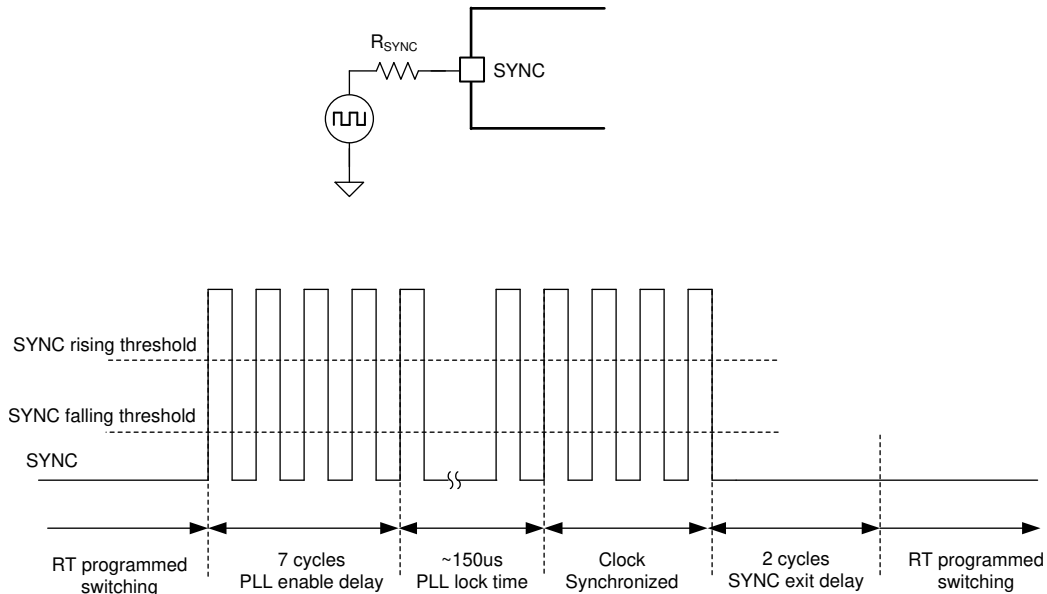 RSYNC
SYNC
SYNC rising threshold
SYNC falling threshold
SYNC
RT programmed
switching
7 cycles
PLL enable delay
~150us
PLL lock time
Clock
Synchronized
2 cycles
SYNC exit delay
RT programmed
switching